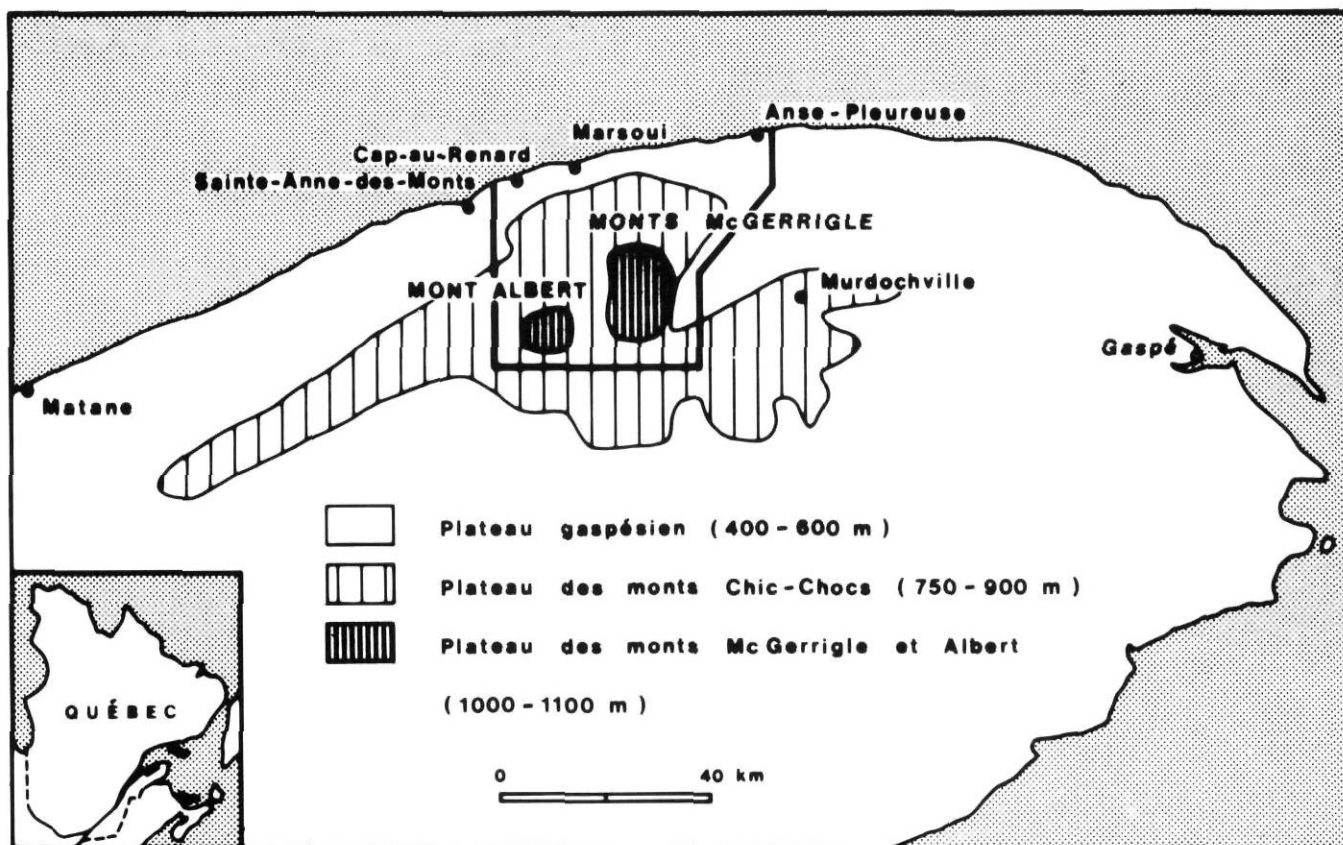 Anse-Pleureuse
Marsoui
Cap-au-Renard
Sainte-Anne-des-Monts
MONTS McGERRIGLE
MONT ALBERT
Murdochville
Gaspé
Matane
Plateau gaspésien (400-600 m)
Plateau des monts Chic-Chocs (750-900 m)
Plateau des monts McGerrigle et Albert
(1000-1100 m)
QUÉBEC
0 40 km